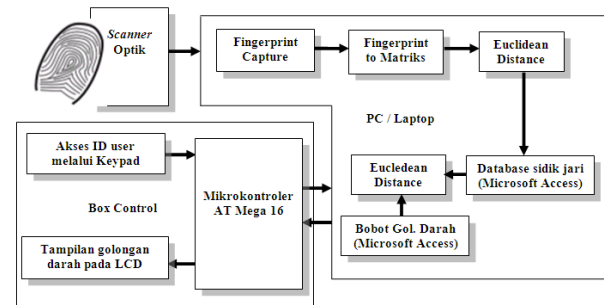 Scanner
Optik
Fingerprint
Capture
Fingerprint
to Matriks
Euclidean
Distance
PC / Laptop
Akses ID user
melalui Keypad
Mikrokontroler
AT Mega 16
Eucledean
Distance
Database sidik jari
(Microsoft Access)
Box Control
Bobot Gol. Darah
(Microsoft Access)
Tampilan golongan
darah pada LCD